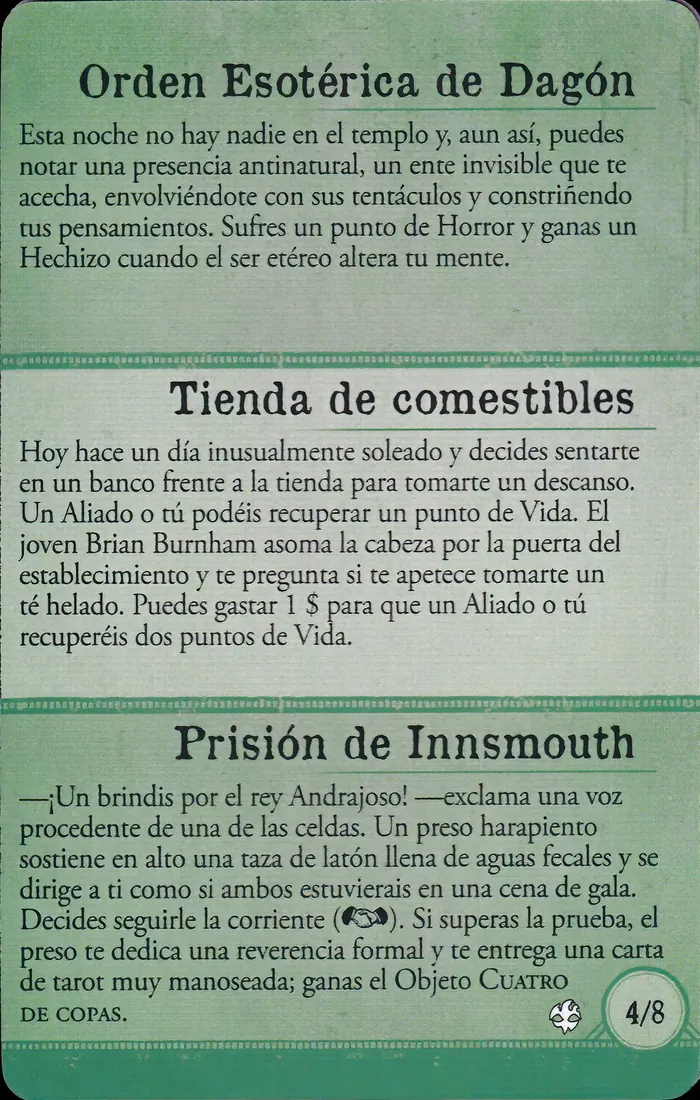 Orden Esotérica de Dagón
Esta noche no hay nadie en el templo y, aun así, puedes
notar una presencia antinatural, un ente invisible que te
acecha, envolviéndote con sus tentáculos y constriñendo
tus pensamientos. Sufres un punto de Horror y ganas un
Hechizo cuando el ser etéreo altera tu mente.
Tienda de comestibles
Hoy hace un día inusualmente soleado y decides sentarte
en un banco frente a la tienda para tomarte un descanso.
Un Aliado o tú podéis recuperar un punto de Vida. El
joven Brian Burnham asoma la cabeza por la puerta del
establecimiento y te pregunta si te apetece tomarte un
té helado. Puedes gastar 1 $ para que un Aliado o tú
recuperéis dos puntos de Vida.
Prisión de Innsmouth
—¡Un brindis por el rey Andrajoso! —exclama una voz
procedente de una de las celdas. Un preso harapiento
sostiene en alto una taza de latón llena de aguas fecales y se
dirige a ti como si ambos estuvierais en una cena de gala.
Decides seguirle la corriente (). Si superas la prueba, el
preso te dedica una reverencia formal y te entrega una carta
de tarot muy manoseada; ganas el Objeto CUATRO
DE COPAS.
4/8